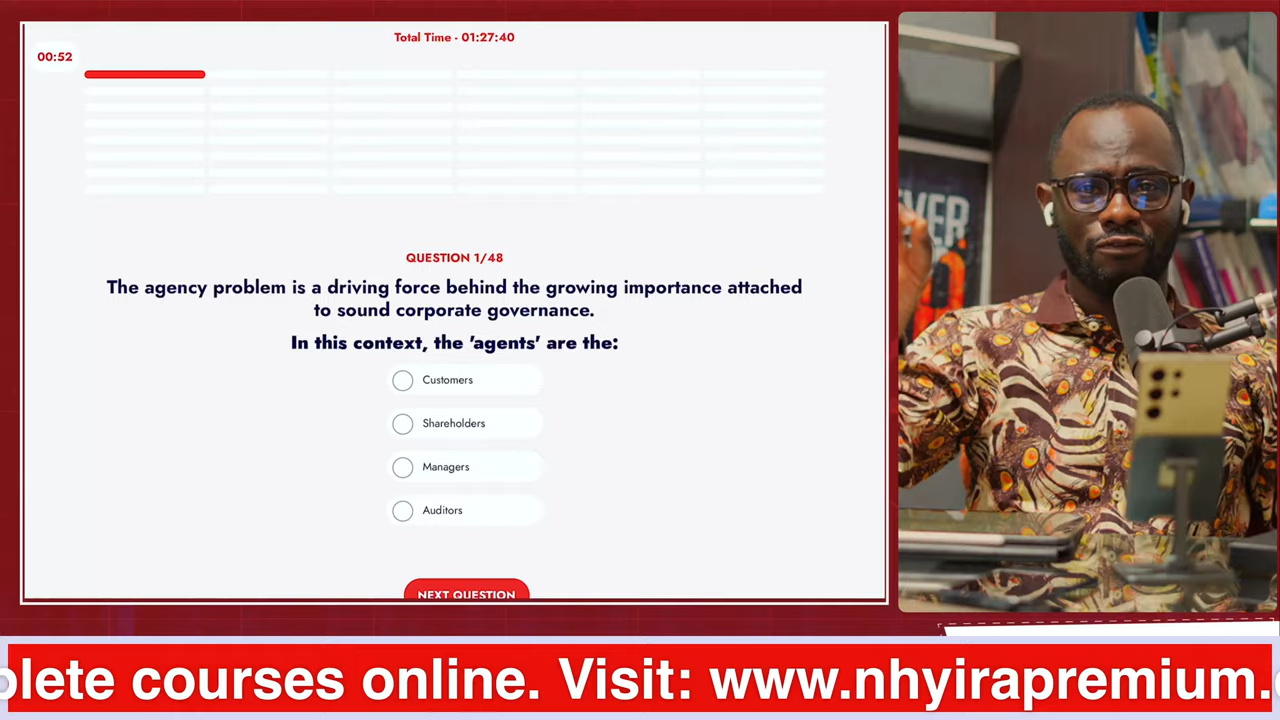 Total Time - 01:27:40
00:52
QUESTION 1/48
The agency problem is a driving force behind the growing importance attached
to sound corporate governance.
In this context, the 'agents' are the:
Customers
Shareholders
Managers
Auditors
NEXT QUESTION
plete courses online. Visit: www.nhyirapremium.